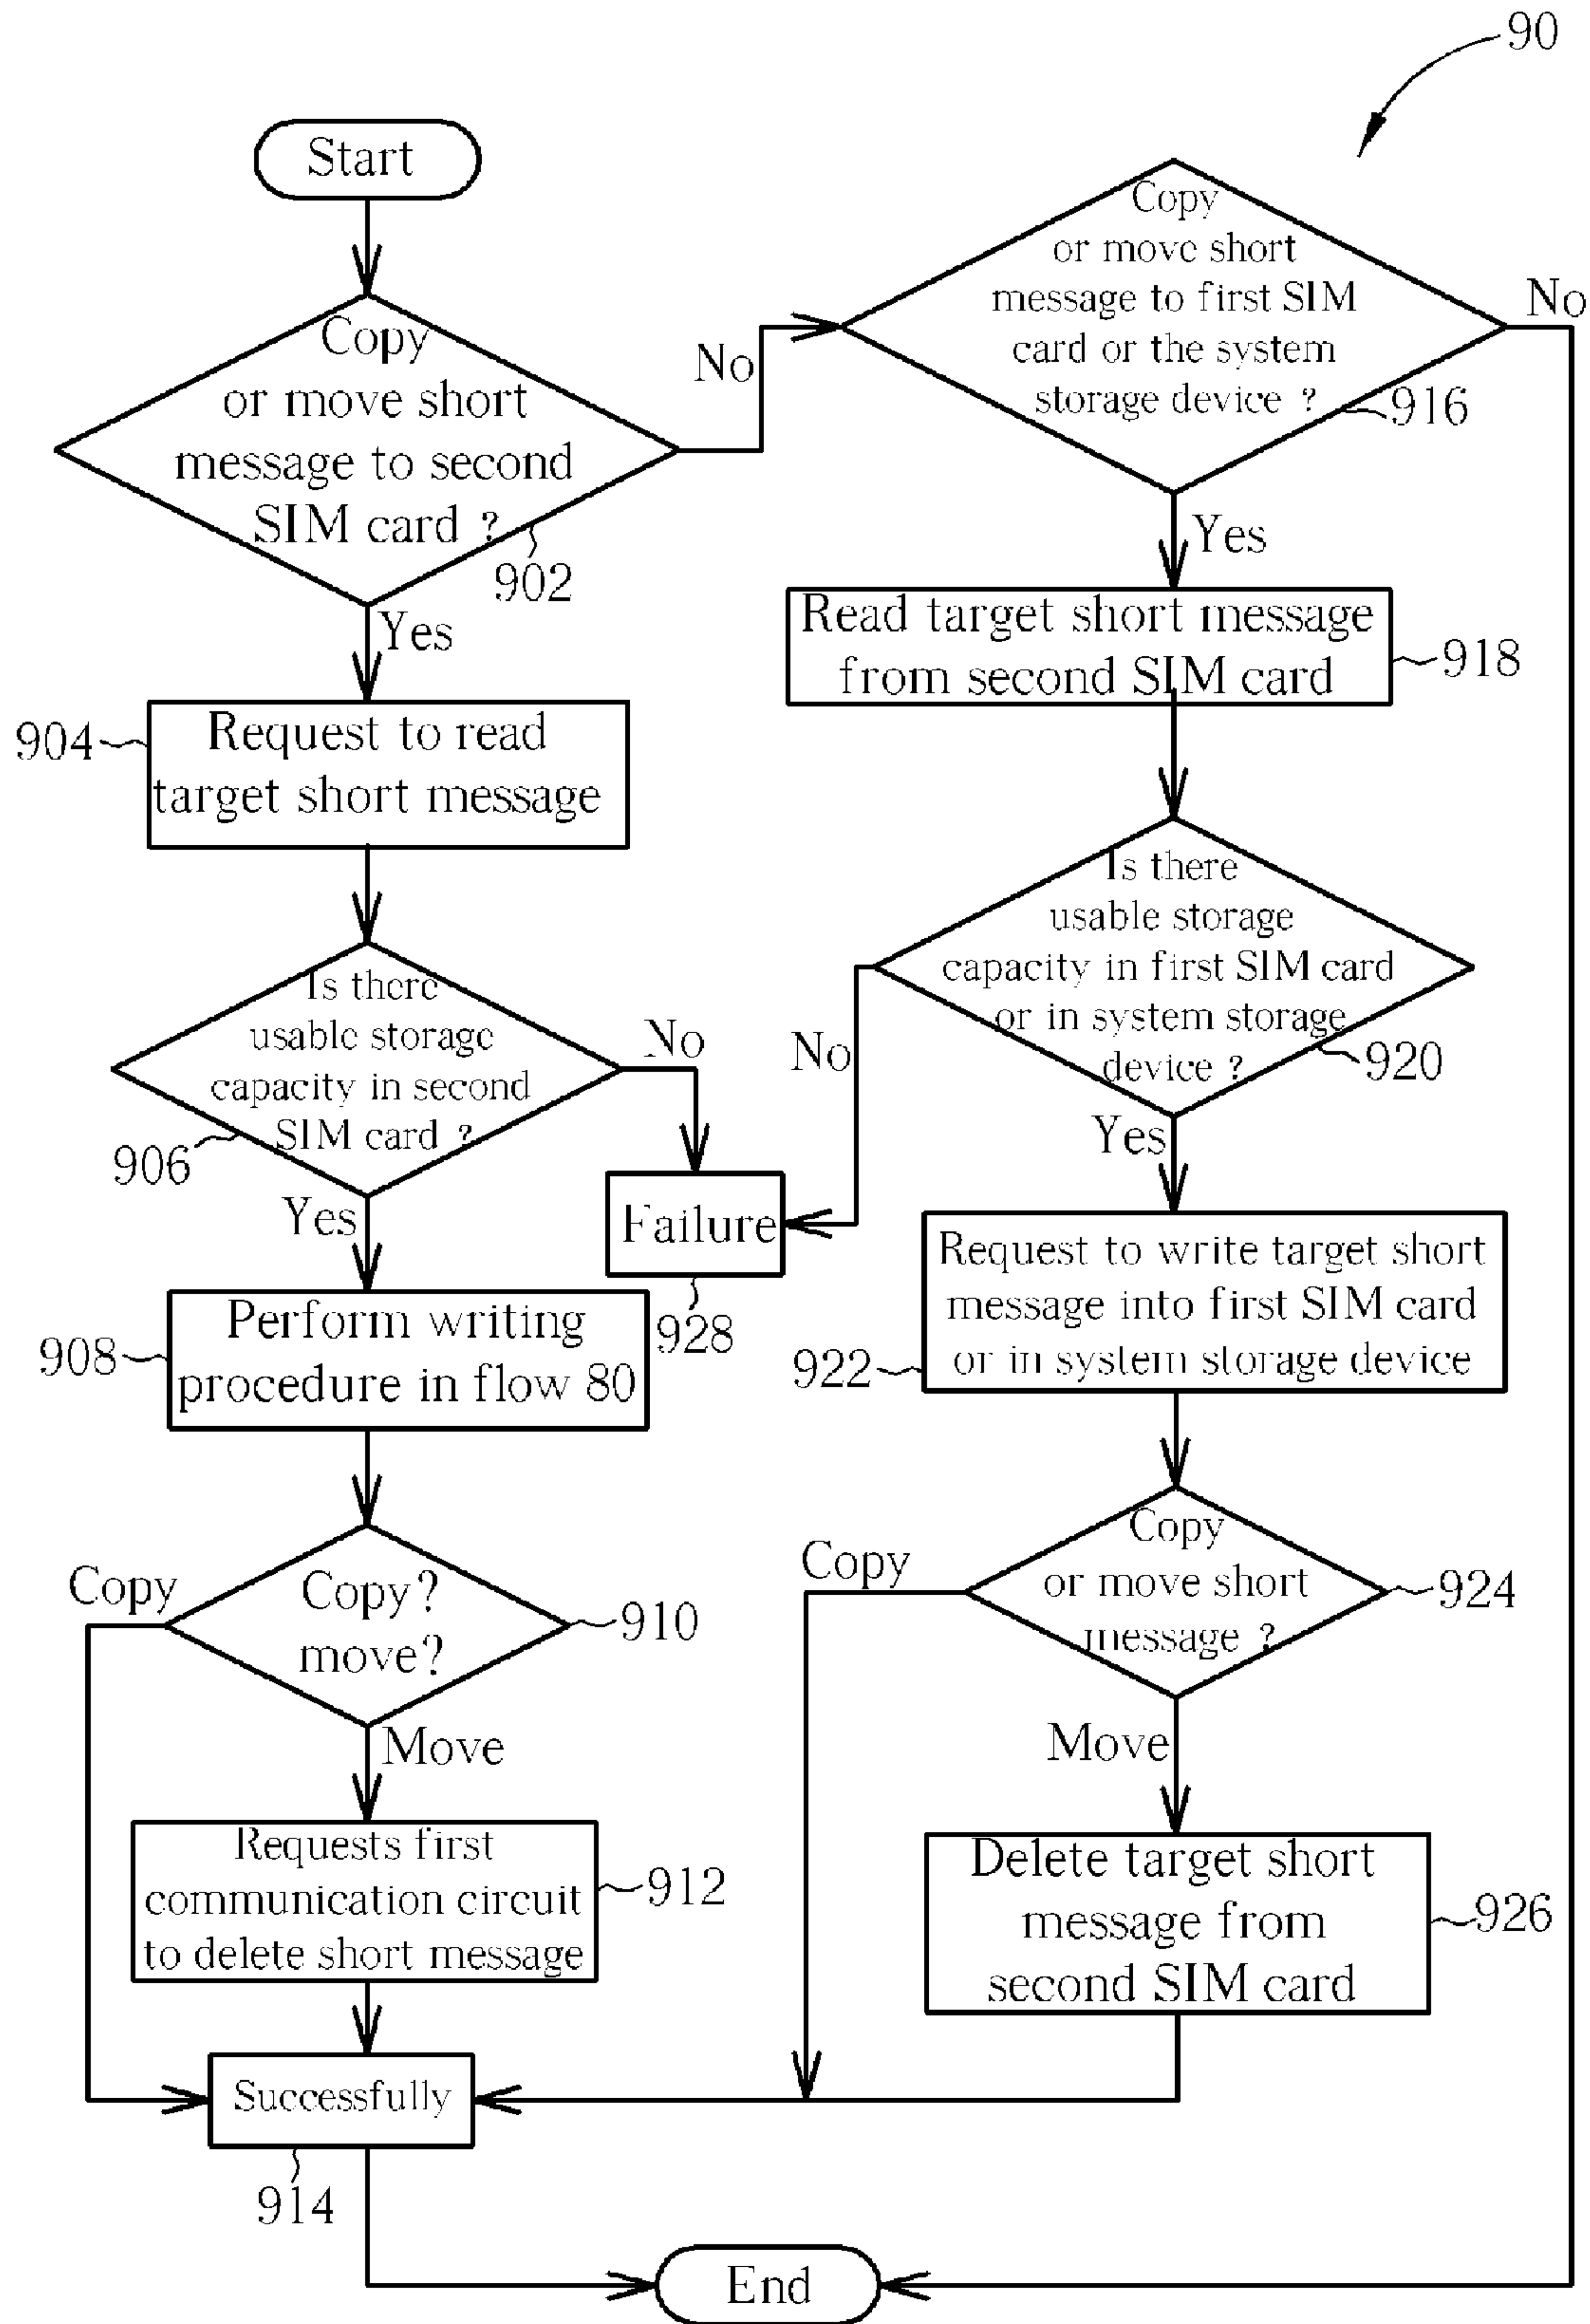 90
Start
Copy
or move short
message to second
SIM card ?
902
No
Yes
Copy
or move short
message to first SIM
card or the system
storage device ?
916
No
Yes
904
Request to read
target short message
Read target short message
from second SIM card
918
Is there
usable storage
capacity in second
SIM card ?
906
No
Yes
Is there
usable storage
capacity in first SIM card
or in system storage
device ?
920
No
Yes
Failure
928
908
Perform writing
procedure in flow 80
922
Request to write target short
message into first SIM card
or in system storage device
Copy
Copy?
move?
910
Move
Copy
Copy
or move short
message ?
924
Move
Requests first
communication circuit
to delete short message
912
Delete target short
message from
second SIM card
926
Successfully
914
End